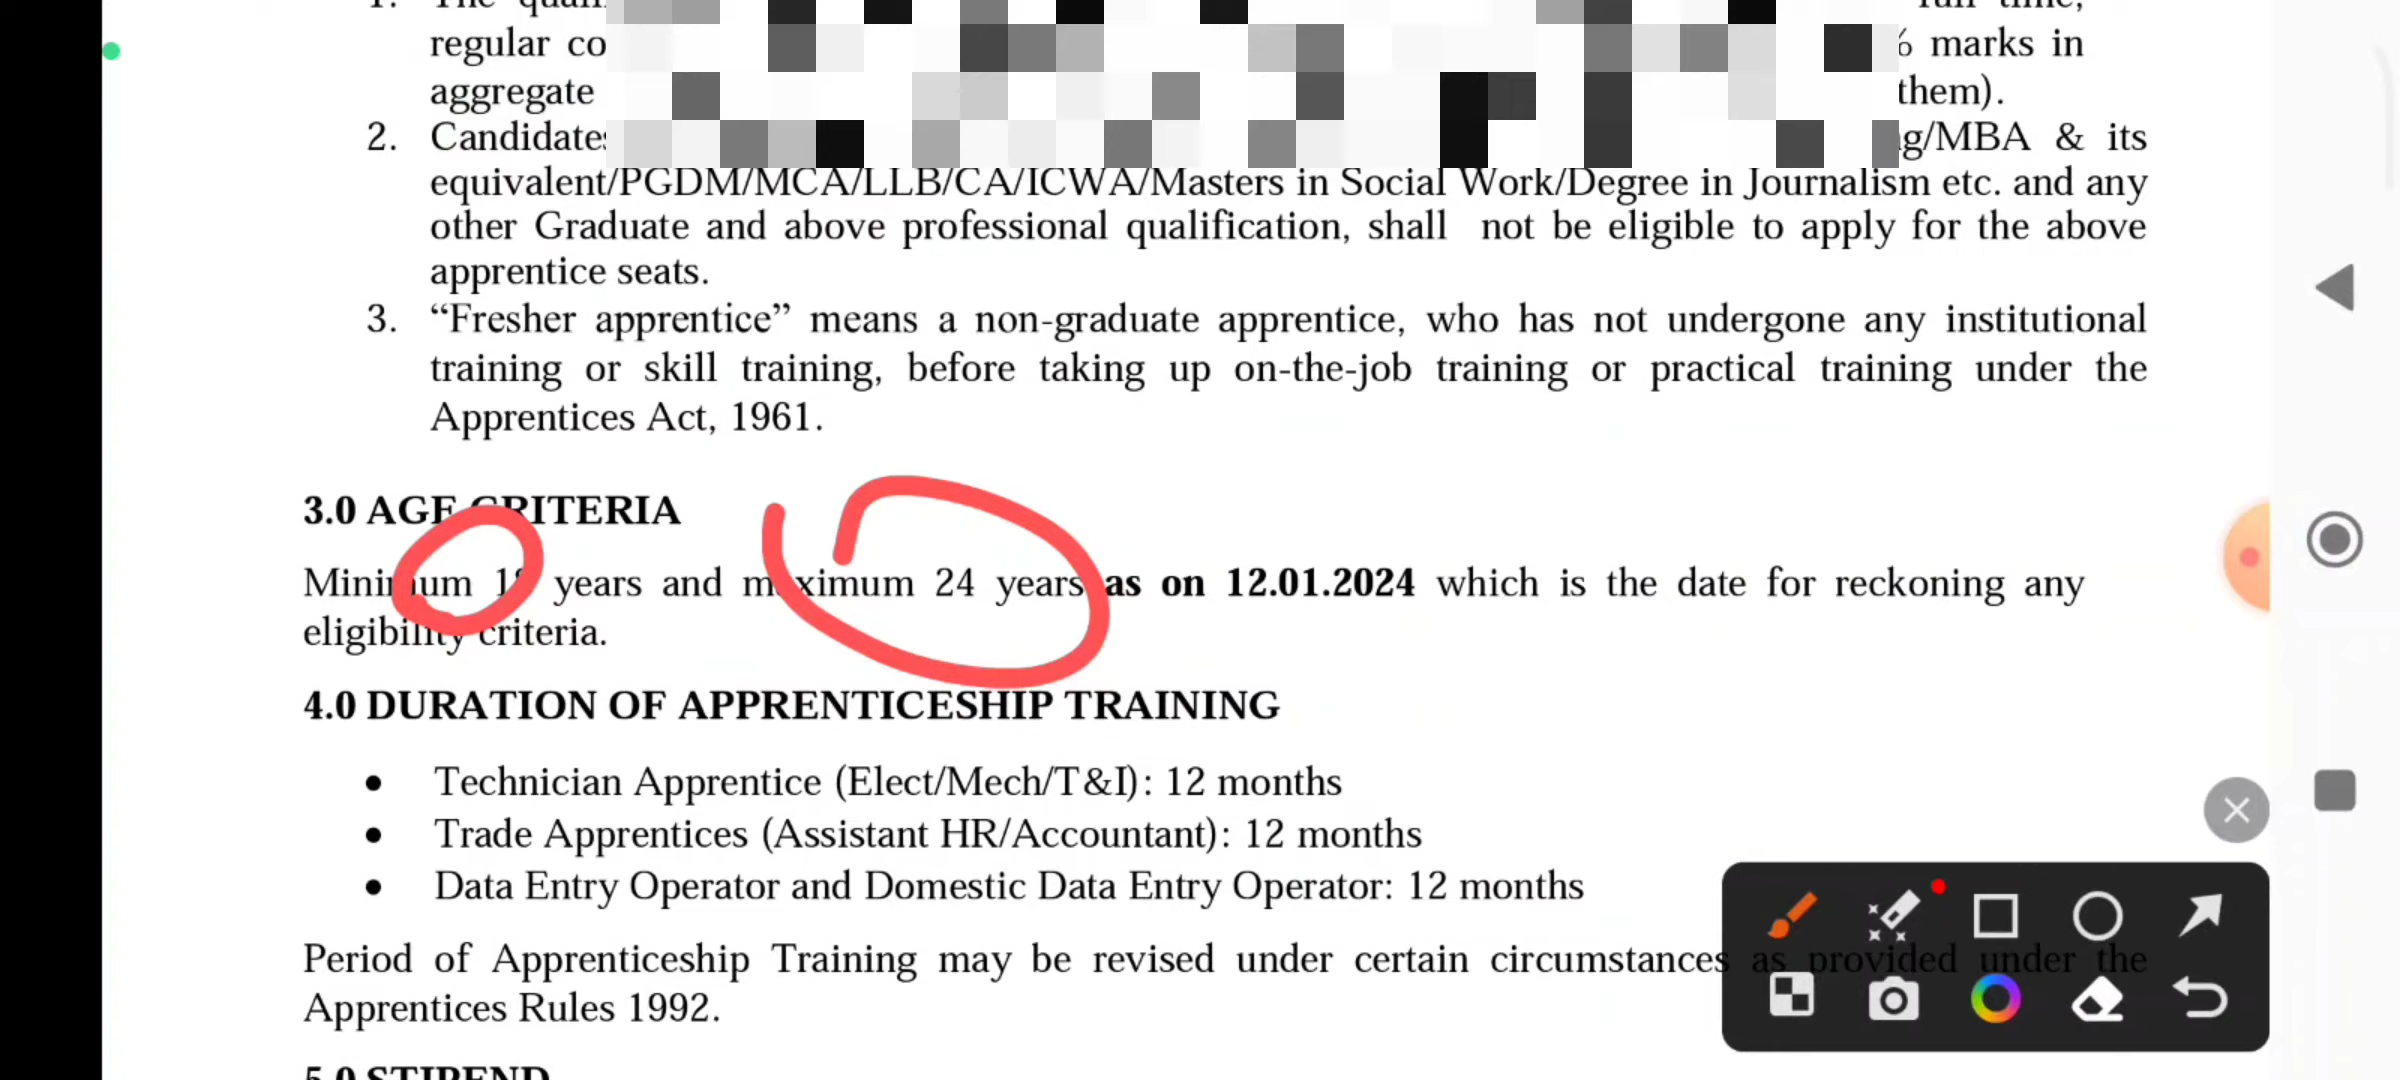 regular co
% marks in
aggregate
them).
2. Candidates
g/MBA & its
equivalent/PGDM/MCA/LLB/CA/ICWA/Masters in Social Work/Degree in Journalism etc. and any
other Graduate and above professional qualification, shall not be eligible to apply for the above
apprentice seats.
3. “Fresher apprentice” means a non-graduate apprentice, who has not undergone any institutional
training or skill training, before taking up on-the-job training or practical training under the
Apprentices Act, 1961.
3.0 AGE CRITERIA
Minimum years and maximum 24 years as on 12.01.2024 which is the date for reckoning any
eligibility criteria.
4.0 DURATION OF APPRENTICESHIP TRAINING
• Technician Apprentice (Elect/Mech/T&I): 12 months
• Trade Apprentices (Assistant HR/Accountant): 12 months
• Data Entry Operator and Domestic Data Entry Operator: 12 months
Period of Apprenticeship Training may be revised under certain circumstances as provided under the
Apprentices Rules 1992.
5.0 STIPEND